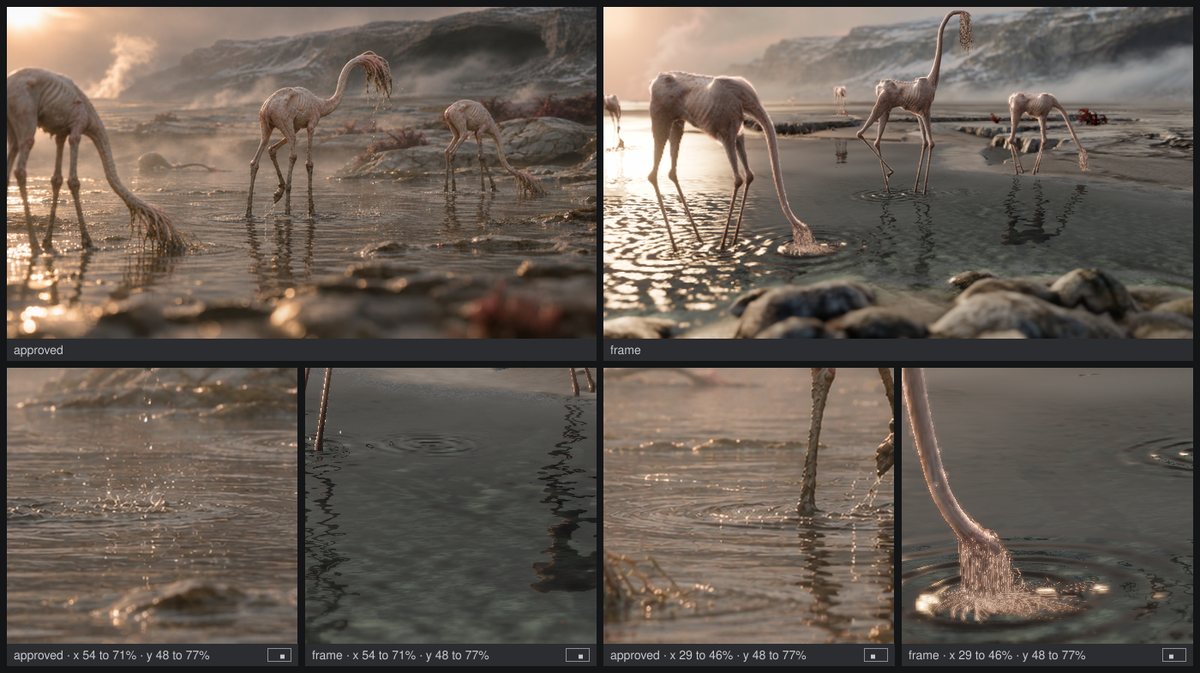 approved
frame
approved · x 54 to 71% · y 48 to 77%
frame · x 54 to 71% · y 48 to 77%
approved · x 29 to 46% · y 48 to 77%
frame · x 29 to 46% · y 48 to 77%